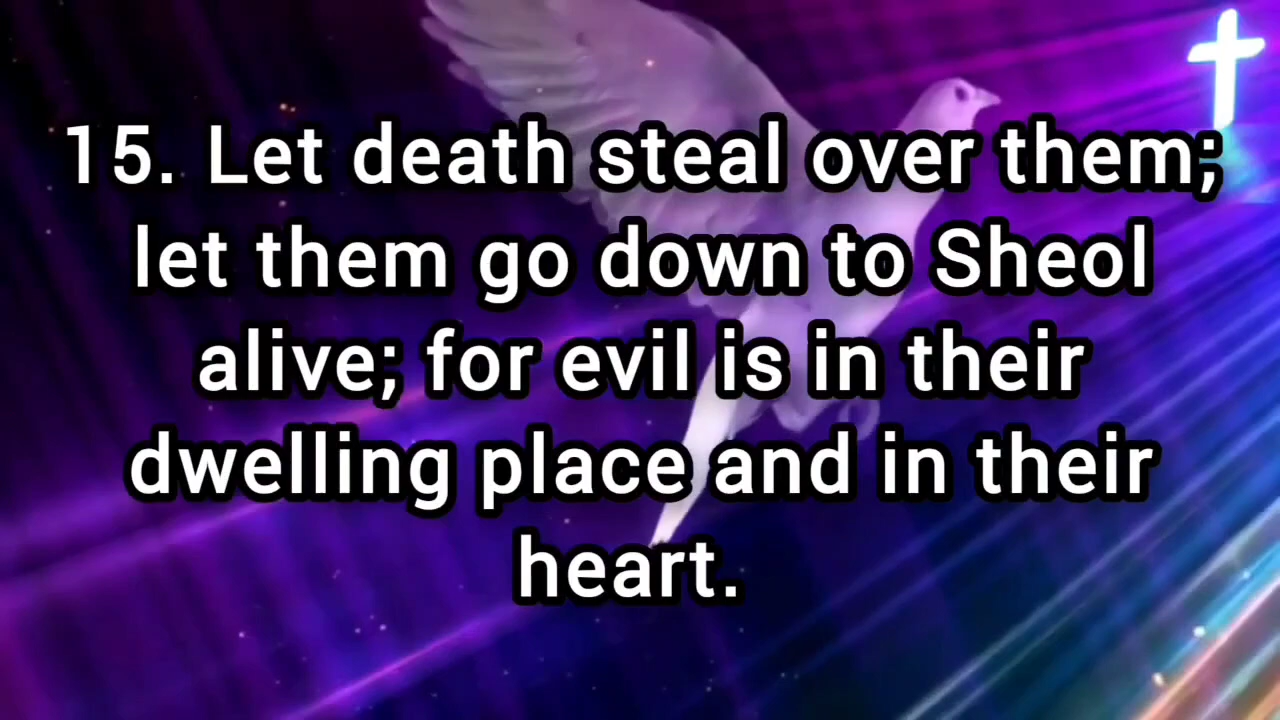 15. Let death steal over them;
let them go down to Sheol
alive; for evil is in their
dwelling place and in their
heart.